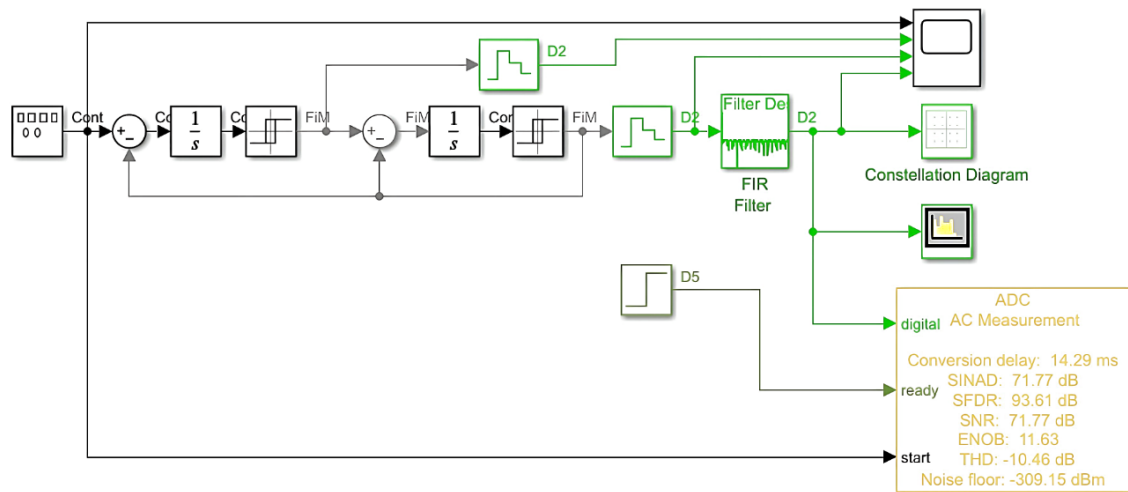 D2
Cont
Co
1
s
Co
FiM
FiM
1
s
Cor
FiM
D2
Filter Des
D2
FIR
Filter
Constellation Diagram
D5
ADC
AC Measurement
digital
Conversion delay: 14.29 ms
SINAD: 71.77 dB
ready
SFDR: 93.61 dB
SNR: 71.77 dB
ENOB: 11.63
start
THD: -10.46 dB
Noise floor: -309.15 dBm